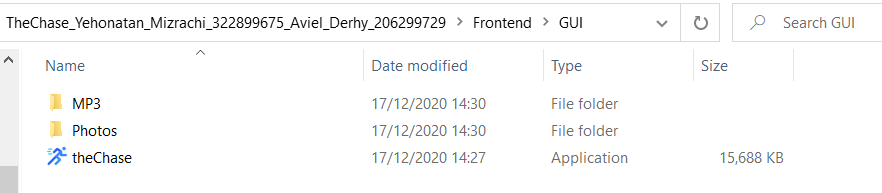 TheChase_Yehonatan_Mizrachi_322899675_Aviel_Derhy_206299729 > Frontend > GUI Search GUI
Name Date modified Type Size
MP3 17/12/2020 14:30 File folder
Photos 17/12/2020 14:30 File folder
theChase 17/12/2020 14:27 Application 15,688 KB